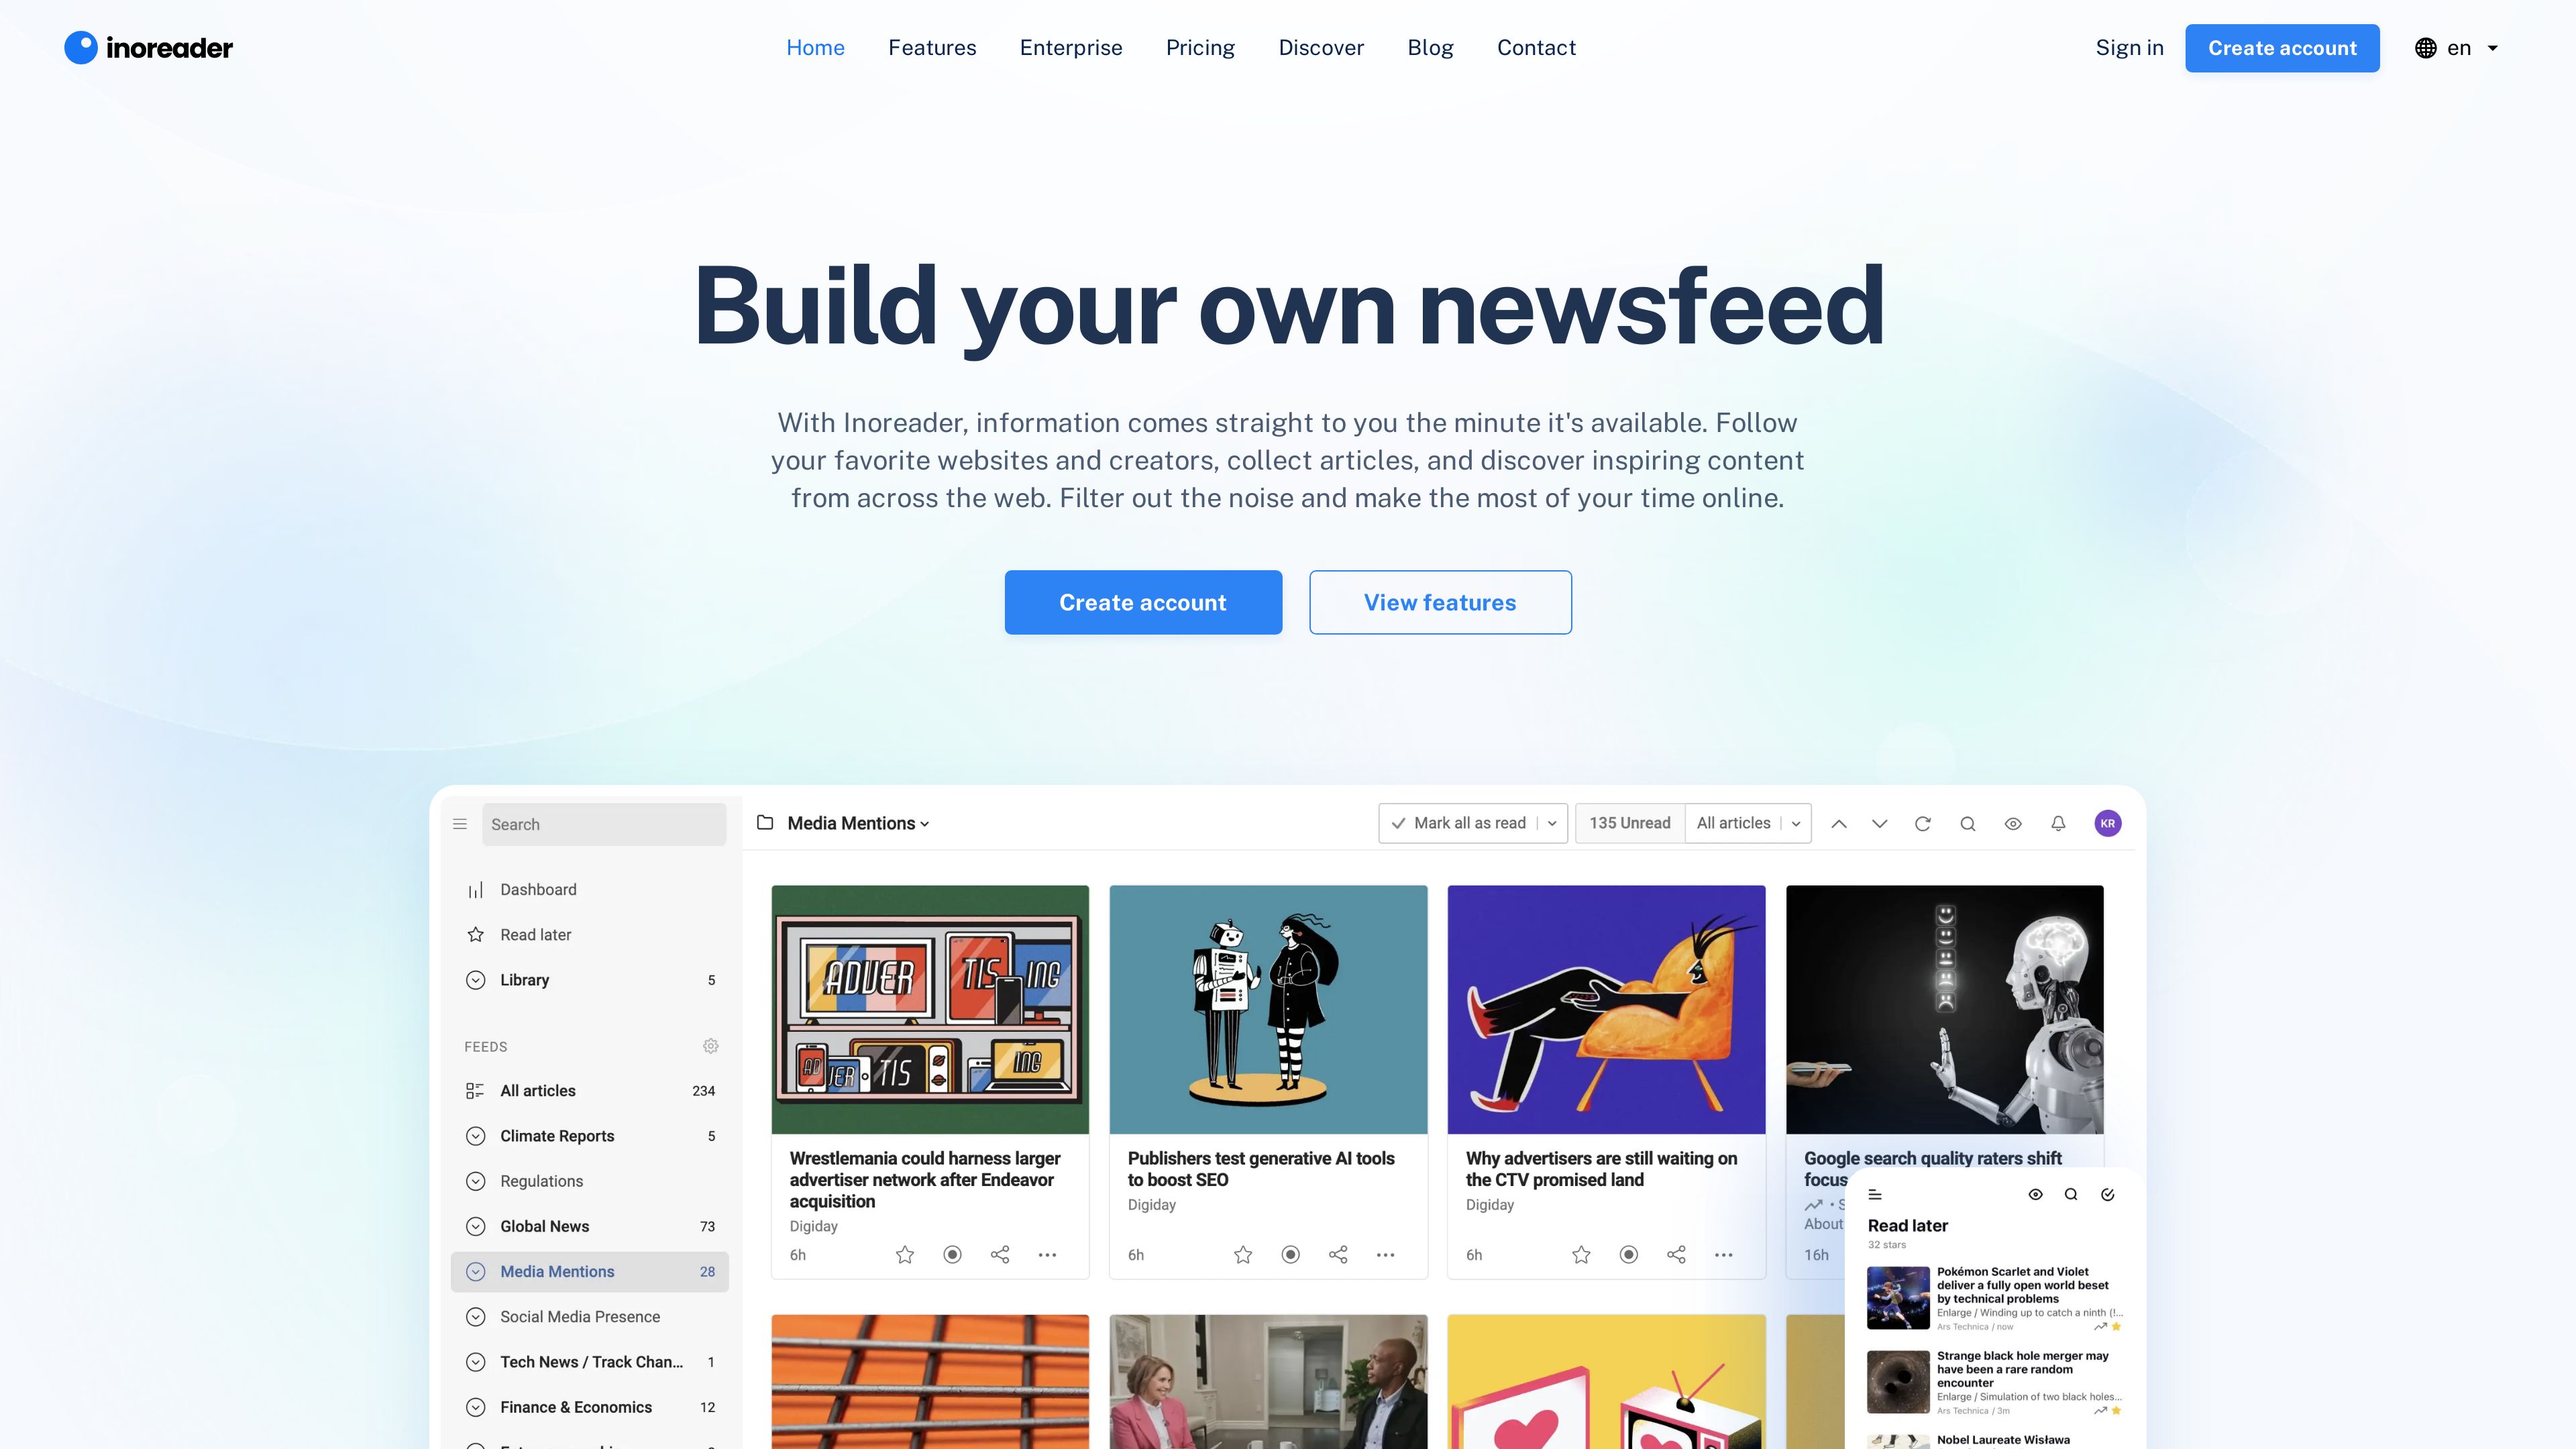 inoreader
Home
Features
Enterprise
Pricing
Discover
Blog
Contact
Sign in
Create account
en
Build your own newsfeed
With Inoreader, information comes straight to you the minute it's available. Follow
your favorite websites and creators, collect articles, and discover inspiring content
from across the web. Filter out the noise and make the most of your time online.
Create account
View features
Search
Dashboard
Read later
Library 5
FEEDS
All articles 234
Climate Reports 5
Regulations
Global News 73
Media Mentions 28
Social Media Presence
Tech News / Track Chan... 1
Finance & Economics 12
Media Mentions
Mark all as read
135 Unread
All articles
KR
ADVER TIS ING
AD VER TIS ING
Wrestlemania could harness larger
advertiser network after Endeavor
acquisition
Digiday
6h
Publishers test generative AI tools
to boost SEO
Digiday
6h
Why advertisers are still waiting on
the CTV promised land
Digiday
6h
Google search quality raters shift
focus
About
16h
Read later
32 stars
Pokémon Scarlet and Violet
deliver a fully open world beset
by technical problems
Enlarge / Winding up to catch a ninth (!...
Ars Technica / now
Strange black hole merger may
have been a rare random
encounter
Enlarge / Simulation of two black holes...
Ars Technica / 3m
Nobel Laureate Wisława